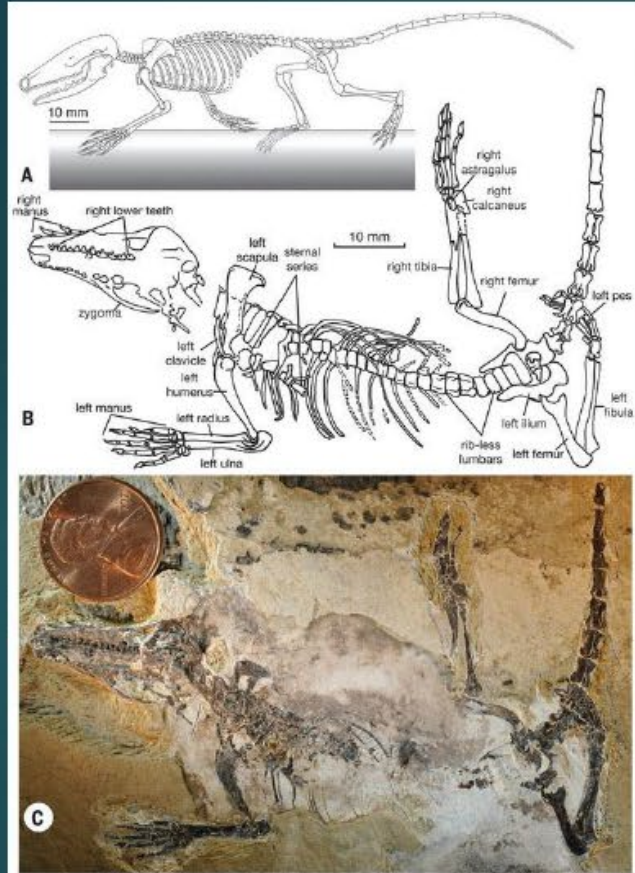 10 mm
A
right
manus
right lower teeth
zygoma
left
scapula
sternal
series
10 mm
right
astragalus
right
calcaneus
right tibia
right femur
left pes
left
clavicle
left
humerus
left manus
left radius
left ulna
B
rib-less
lumbars
left ilium
left femur
left
fibula
C